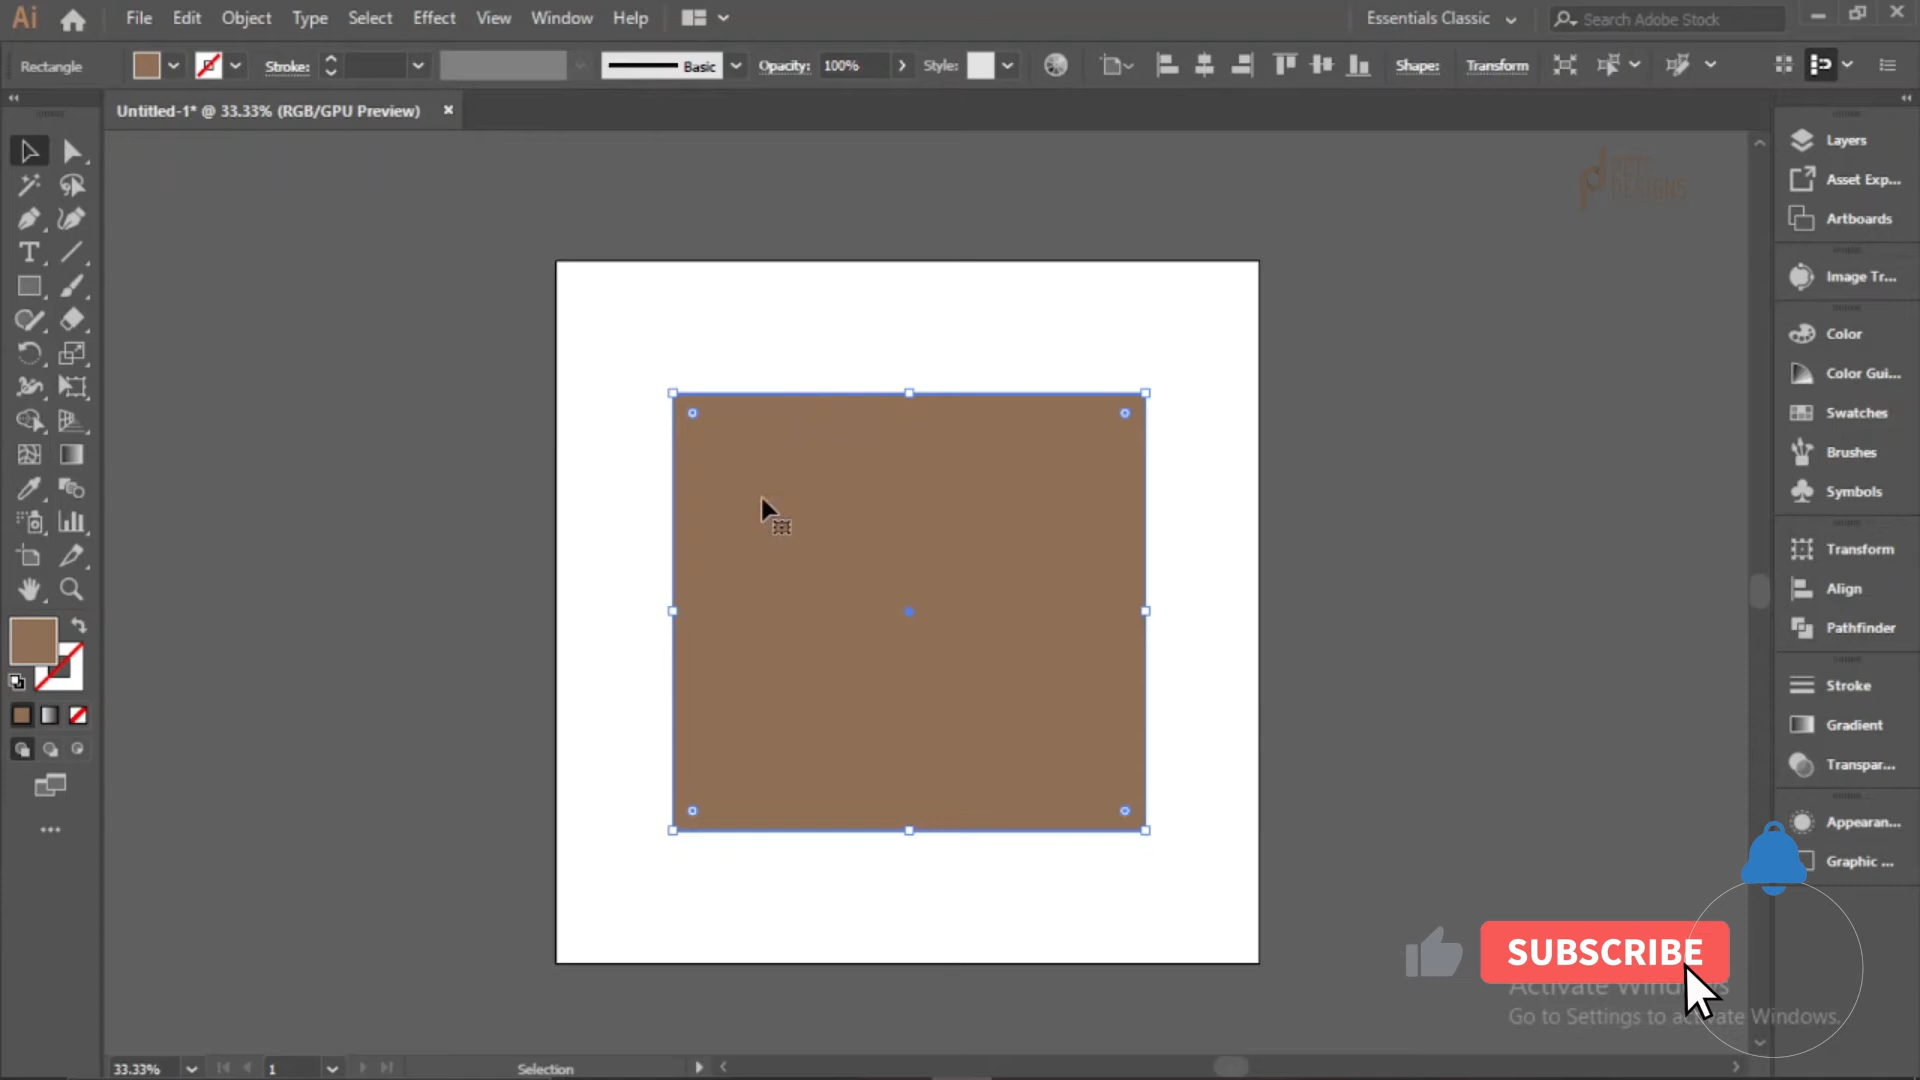 Ai File Edit Object Type Select Effect View Window Help Essentials Classic Search Adobe Stock
Rectangle Stroke: Basic Opacity: 100% Style: Shape: Transform
Untitled-1* @ 33.33% (RGB/GPU Preview) ×
Layers
Asset Exp...
Artboards
DESIGNS
Image Tr...
Color
Color Gui...
Swatches
Brushes
Symbols
Transform
Align
Pathfinder
Stroke
Gradient
Transpar...
Appearan...
Graphic ...
SUBSCRIBE
Activate Windows
Go to Settings to activate Windows.
33.33% 1 Selection